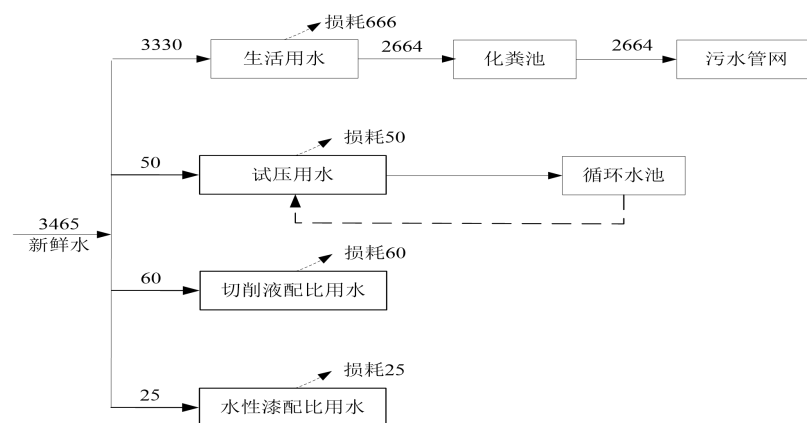 损耗666
3330
生活用水
2664
化粪池
2664
污水管网
损耗50
50
试压用水
循环水池
3465
新鲜水
损耗60
60
切削液配比用水
损耗25
25
水性漆配比用水